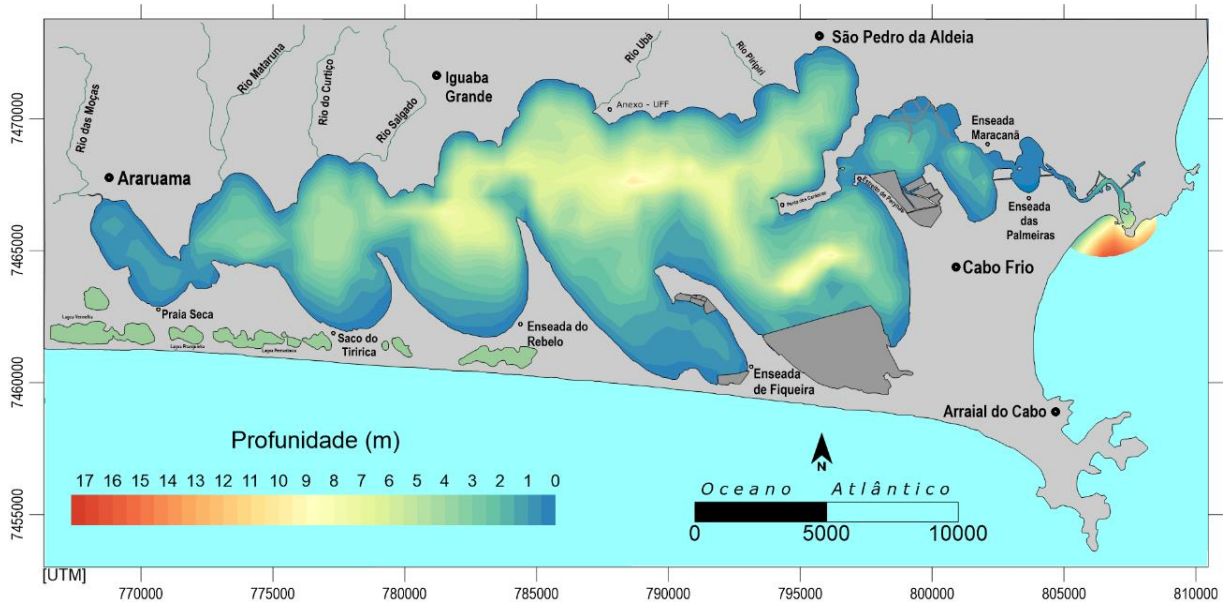 São Pedro da Aldeia
Rio Ubá
Rio Piripiri
Rio Mataruna
Rio do Curtiço
Rio Salgado
Rio das Moças
Iguaba
Grande
Anexo - UFF
Enseada
Maracanã
Araruama
Enseada
das
Palmeiras
Cabo Frio
Praia Seca
Saco do
Tiririca
Enseada do
Rebelo
Enseada
de Fiqueira
Arraial do Cabo
Lagoa Vermelha
Profunidade (m)
17 16 15 14 13 12 11 10 9 8 7 6 5 4 3 2 1 0
N
Oceano Atlântico
0 5000 10000
7470000
7465000
7460000
7455000
[UTM]
770000 775000 780000 785000 790000 795000 800000 805000 810000